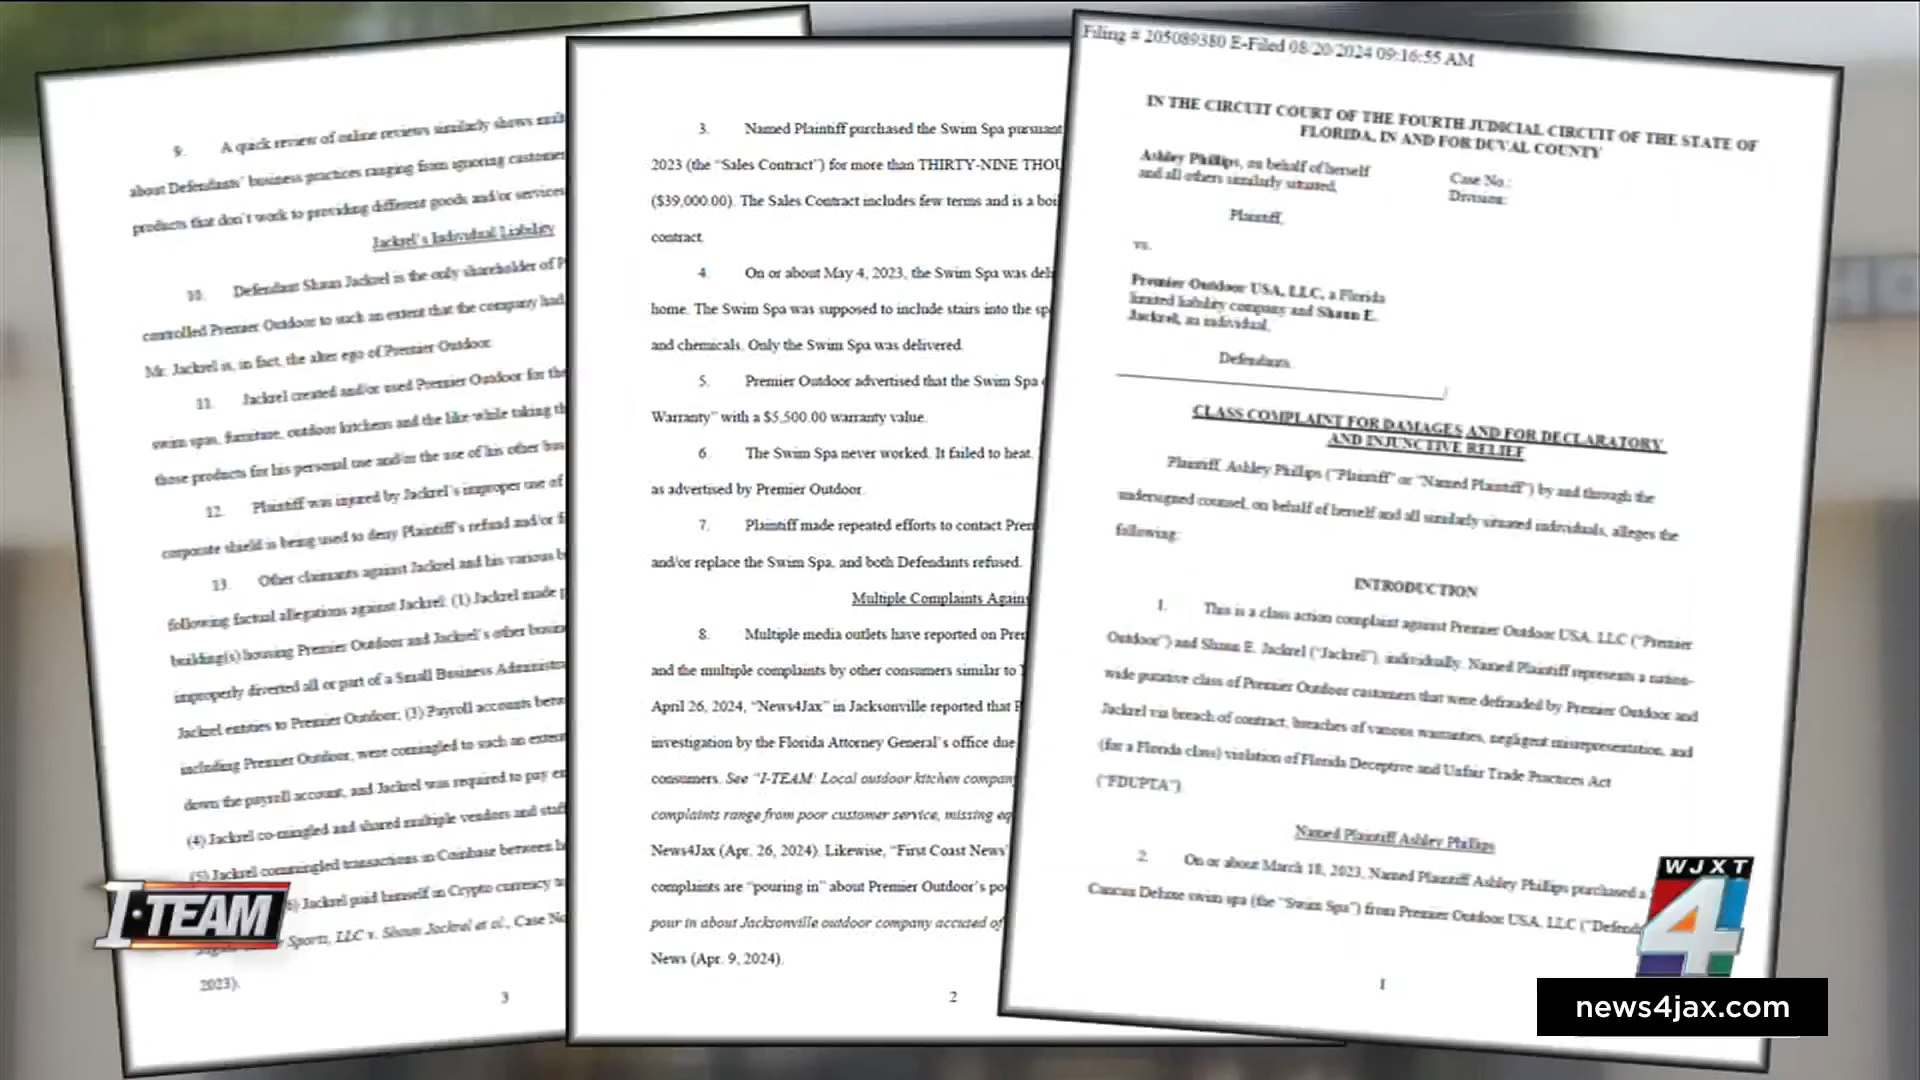 9. A quick review of online reviews similarly shows
about Defendants' business practices ranging from ignoring customer
products that don't work to providing different goods and/or services
Jackrel's Individual Liability
10. Defendant Shaun Jackrel is the only shareholder of
controlled Premier Outdoor to such an extent that the company had
Mr. Jackrel is, in fact, the alter ego of Premier Outdoor.
11. Jackrel created and/or used Premier Outdoor for the
swim spas, furniture, outdoor kitchens and the like while taking
those products for his personal use and/or the use of his other
12. Plaintiff was injured by Jackrel's improper use of
corporate shield is being used to deny Plaintiff's refund and/or
13. Other claimants against Jackrel and his various
following factual allegations against Jackrel: (1) Jackrel made
building(s) housing Premier Outdoor and Jackrel's other
improperly diverted all or part of a Small Business
Jackrel entities to Premier Outdoor; (3) Payroll accounts
including Premier Outdoor, were comingled to such an
down the payroll account, and Jackrel was required to pay
(4) Jackrel co-mingled and shared multiple vendors and
(5) Jackrel commingled transactions in Coinbase between
6) Jackrel paid himself in Crypto currency
Sports, LLC v. Shaun Jackrel et al., Case
2023).
3
3. Named Plaintiff purchased the Swim Spa pursuant
2023 (the “Sales Contract”) for more than THIRTY-NINE THOU
($39,000.00). The Sales Contract includes few terms and is a boi
contract.
4. On or about May 4, 2023, the Swim Spa was deli
home. The Swim Spa was supposed to include stairs into the sp
and chemicals. Only the Swim Spa was delivered.
5. Premier Outdoor advertised that the Swim Spa
Warranty” with a $5,500.00 warranty value.
6. The Swim Spa never worked. It failed to heat.
as advertised by Premier Outdoor.
7. Plaintiff made repeated efforts to contact Prem
and/or replace the Swim Spa, and both Defendants refused.
Multiple Complaints Agains
8. Multiple media outlets have reported on Prem
and the multiple complaints by other consumers similar to
April 26, 2024, “News4Jax” in Jacksonville reported that
investigation by the Florida Attorney General's office due
consumers. See “I-TEAM: Local outdoor kitchen company
complaints range from poor customer service, missing eq
News4Jax (Apr. 26, 2024). Likewise, “First Coast News”
complaints are “pouring in” about Premier Outdoor's po
pour in about Jacksonville outdoor company accused of
News (Apr. 9, 2024).
2
Filing # 205089380 E-Filed 08/20/2024 09:16:55 AM
IN THE CIRCUIT COURT OF THE FOURTH JUDICIAL CIRCUIT OF THE STATE OF
FLORIDA, IN AND FOR DUVAL COUNTY
Ashley Phillips, on behalf of herself
and all others similarly situated,
Case No.:
Division:
Plaintiff,
vs.
Premier Outdoor USA, LLC, a Florida
limited liability company and Shaun E.
Jackrel, an individual,
Defendants.
/
CLASS COMPLAINT FOR DAMAGES AND FOR DECLARATORY
AND INJUNCTIVE RELIEF
Plaintiff, Ashley Phillips (“Plaintiff” or “Named Plaintiff”) by and through the
undersigned counsel, on behalf of herself and all similarly situated individuals, alleges the
following:
INTRODUCTION
1. This is a class action complaint against Premier Outdoor USA, LLC (“Premier
Outdoor”) and Shaun E. Jackrel (“Jackrel”), individually. Named Plaintiff represents a nation-
wide putative class of Premier Outdoor customers that were defrauded by Premier Outdoor and
Jackrel via breach of contract, breaches of various warranties, negligent misrepresentation, and
(for a Florida class) violation of Florida Deceptive and Unfair Trade Practices Act
(“FDUPTA”).
Named Plaintiff Ashley Phillips
2. On or about March 18, 2023, Named Plaintiff Ashley Phillips purchased a
Cancun Deluxe swim spa (the “Swim Spa”) from Premier Outdoor USA, LLC (“Defend
1
I-TEAM
WJXT
4
news4jax.com